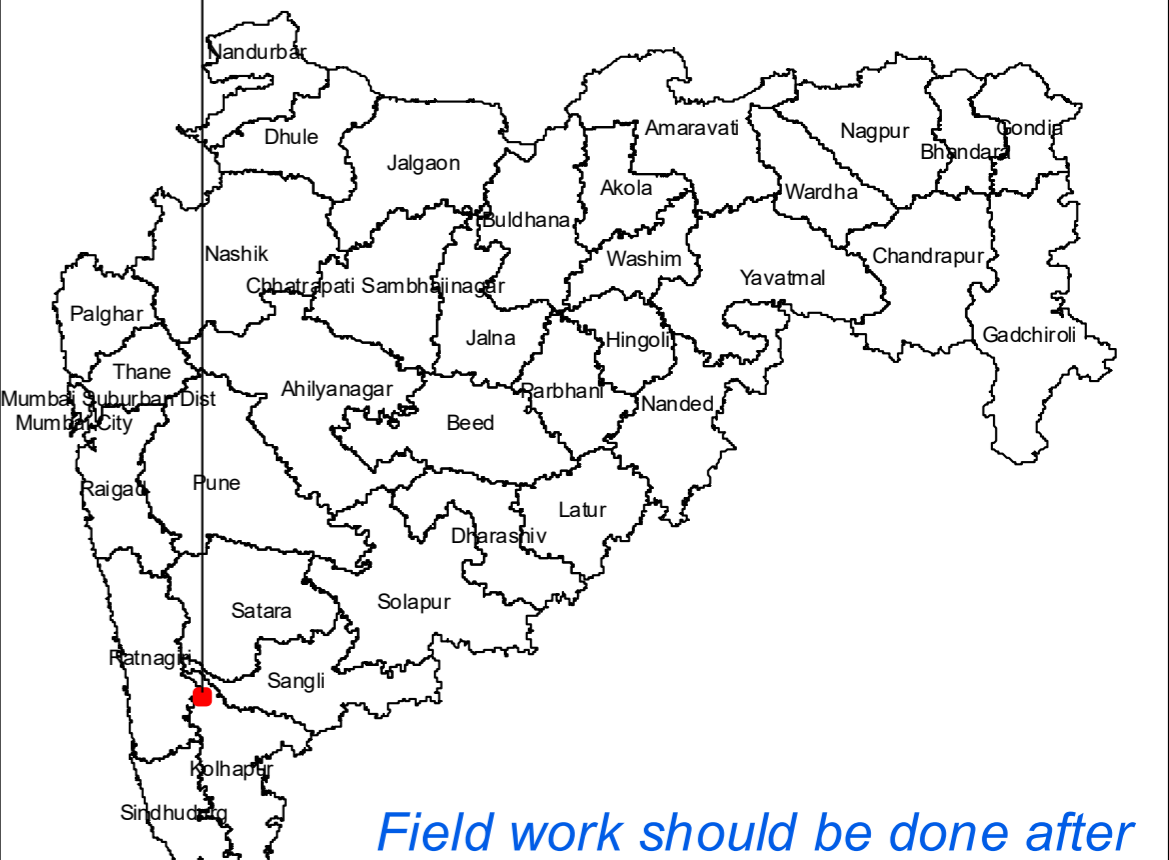 Nandurbar
Dhule
Jalgaon
Amaravati
Nagpur
Gondia
Bhandara
Akola
Wardha
Buldhana
Nashik
Washim
Chandrapur
Chhatrapati Sambhajinagar
Yavatmal
Palghar
Jalna
Hingoli
Gadchiroli
Thane
Ahilyanagar
Parbhani
Mumbai Suburban Dist
Nanded
Mumbai City
Beed
Raigad
Pune
Latur
Dharashiv
Satara
Solapur
Ratnagiri
Sangli
Kolhapur
Sindhudurg
Field work should be done after